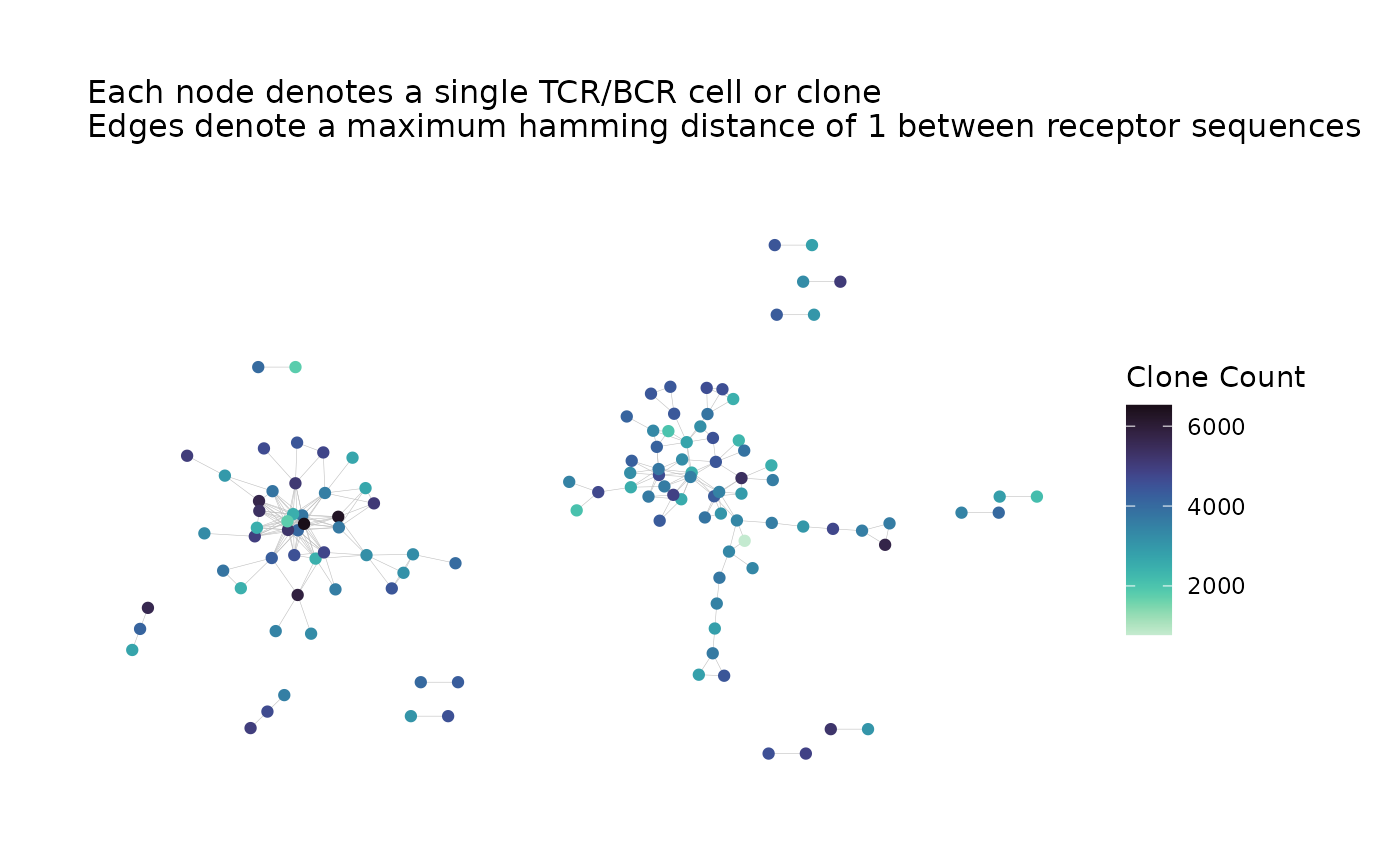 Each node denotes a single TCR/BCR cell or clone
Edges denote a maximum hamming distance of 1 between receptor sequences
Clone Count
6000
4000
2000